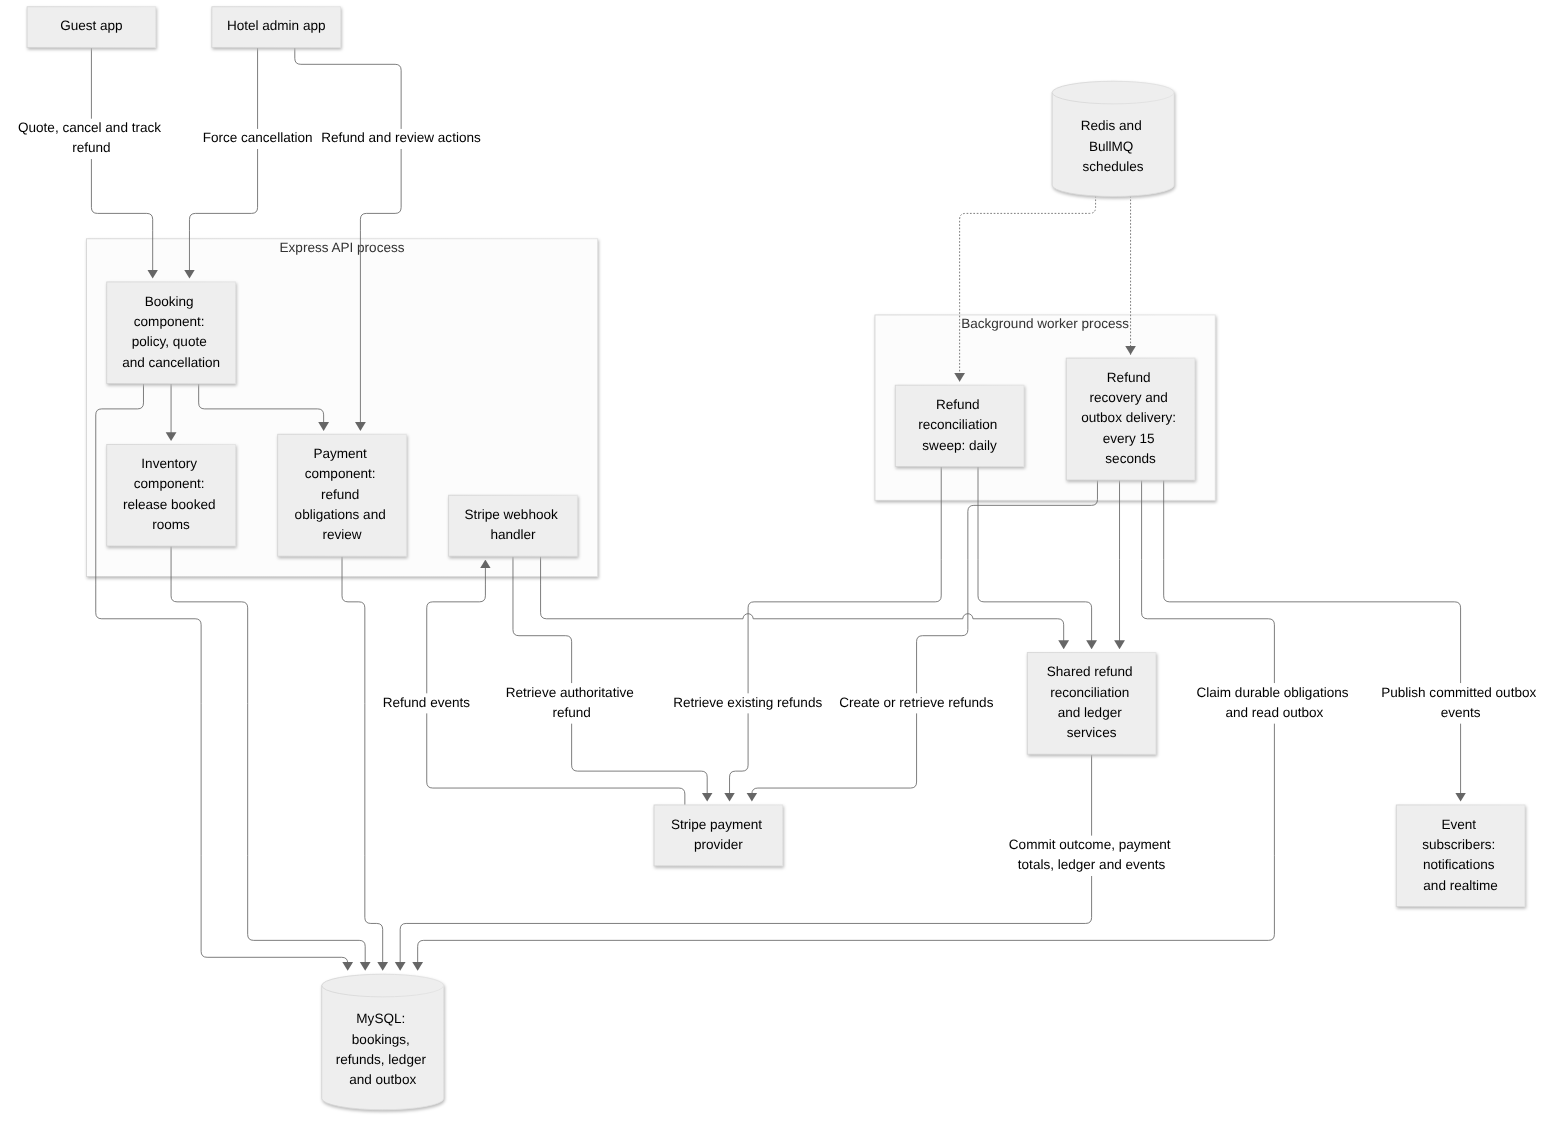 Guest app
Hotel admin app
Quote, cancel and track
refund
Force cancellation
Refund and review actions
Redis and
BullMQ
schedules
Express API process
Background worker process
Booking
component:
policy, quote
and cancellation
Refund
reconciliation
sweep: daily
Refund
recovery and
outbox delivery:
every 15
seconds
Inventory
component:
release booked
rooms
Payment
component:
refund
obligations and
review
Stripe webhook
handler
Refund events
Retrieve authoritative
refund
Retrieve existing refunds
Create or retrieve refunds
Shared refund
reconciliation
and ledger
services
Claim durable obligations
and read outbox
Publish committed outbox
events
Stripe payment
provider
Commit outcome, payment
totals, ledger and events
Event
subscribers:
notifications
and realtime
MySQL:
bookings,
refunds, ledger
and outbox